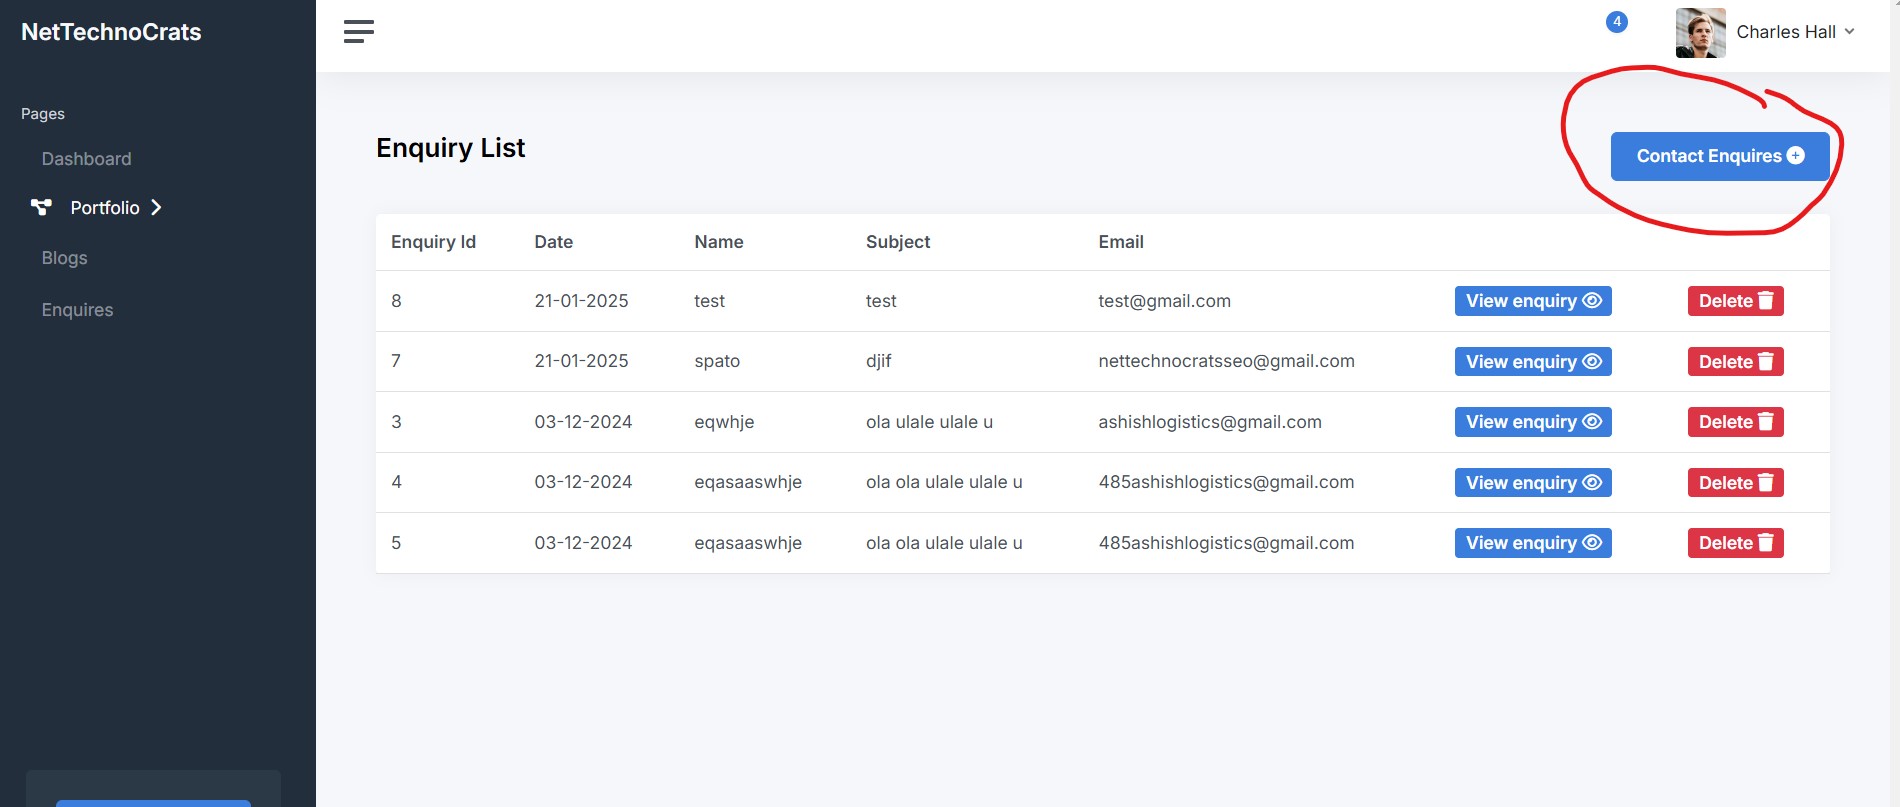 NetTechnoCrats
4
Charles Hall
Pages
Dashboard
Portfolio
Blogs
Enquires
Enquiry List
Contact Enquires
Enquiry Id Date Name Subject Email
8 21-01-2025 test test test@gmail.com View enquiry Delete
7 21-01-2025 spato djif nettechnocratsseo@gmail.com View enquiry Delete
3 03-12-2024 eqwhje ola ulale ulale u ashishlogistics@gmail.com View enquiry Delete
4 03-12-2024 eqasaaswhje ola ola ulale ulale u 485ashishlogistics@gmail.com View enquiry Delete
5 03-12-2024 eqasaaswhje ola ola ulale ulale u 485ashishlogistics@gmail.com View enquiry Delete